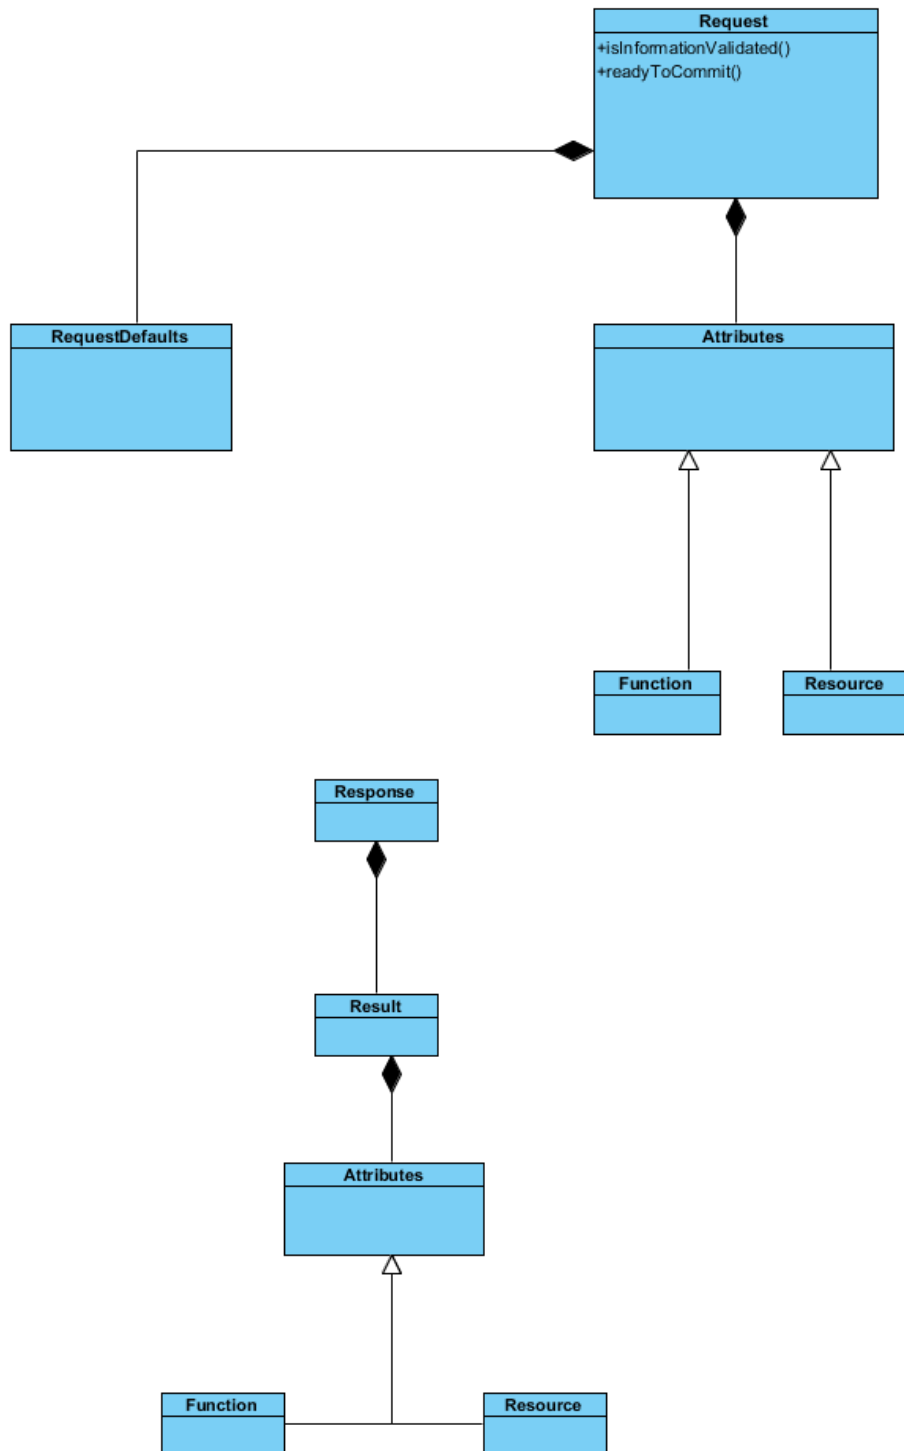 Request
+isInformationValidated()
+readyToCommit()
RequestDefaults
Attributes
Function
Resource
Response
Result
Attributes
Function
Resource